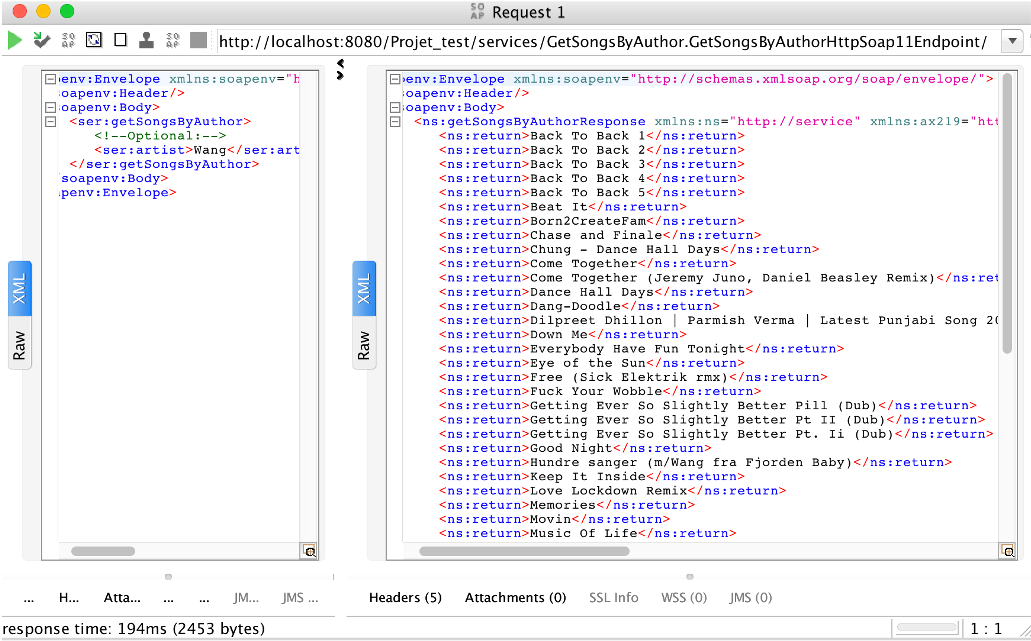 SO AP Request 1
http://localhost:8080/Projet_test/services/GetSongsByAuthor.GetSongsByAuthorHttpSoap11Endpoint/
XML
Raw
penv:Envelope xmlns:soapenv="h
soapenv:Header/>
soapenv:Body>
<ser:getSongsByAuthor>
<!--Optional:-->
<ser:artist>Wang</ser:art
</ser:getSongsByAuthor>
/soapenv:Body>
penv:Envelope>
XML
Raw
penv:Envelope xmlns:soapenv="http://schemas.xmlsoap.org/soap/envelope/">
soapenv:Header/>
soapenv:Body>
<ns:getSongsByAuthorResponse xmlns:ns="http://service" xmlns:ax219="htt
<ns:return>Back To Back 1</ns:return>
<ns:return>Back To Back 2</ns:return>
<ns:return>Back To Back 3</ns:return>
<ns:return>Back To Back 4</ns:return>
<ns:return>Back To Back 5</ns:return>
<ns:return>Beat It</ns:return>
<ns:return>Born2CreateFam</ns:return>
<ns:return>Chase and Finale</ns:return>
<ns:return>Chung - Dance Hall Days</ns:return>
<ns:return>Come Together</ns:return>
<ns:return>Come Together (Jeremy Juno, Daniel Beasley Remix)</ns:ret
<ns:return>Dance Hall Days</ns:return>
<ns:return>Dang-Doodle</ns:return>
<ns:return>Dilpreet Dhillon | Parmish Verma | Latest Punjabi Song 20
<ns:return>Down Me</ns:return>
<ns:return>Everybody Have Fun Tonight</ns:return>
<ns:return>Eye of the Sun</ns:return>
<ns:return>Free (Sick Elektrik rmx)</ns:return>
<ns:return>Fuck Your Wobble</ns:return>
<ns:return>Getting Ever So Slightly Better Pill (Dub)</ns:return>
<ns:return>Getting Ever So Slightly Better Pt II (Dub)</ns:return>
<ns:return>Getting Ever So Slightly Better Pt. Ii (Dub)</ns:return>
<ns:return>Good Night</ns:return>
<ns:return>Hundre sanger (m/Wang fra Fjorden Baby)</ns:return>
<ns:return>Keep It Inside</ns:return>
<ns:return>Love Lockdown Remix</ns:return>
<ns:return>Memories</ns:return>
<ns:return>Movin</ns:return>
<ns:return>Music Of Life</ns:return>
... H... Atta... ... ... JM... JMS ...
Headers (5) Attachments (0) SSL Info WSS (0) JMS (0)
response time: 194ms (2453 bytes)
1 : 1